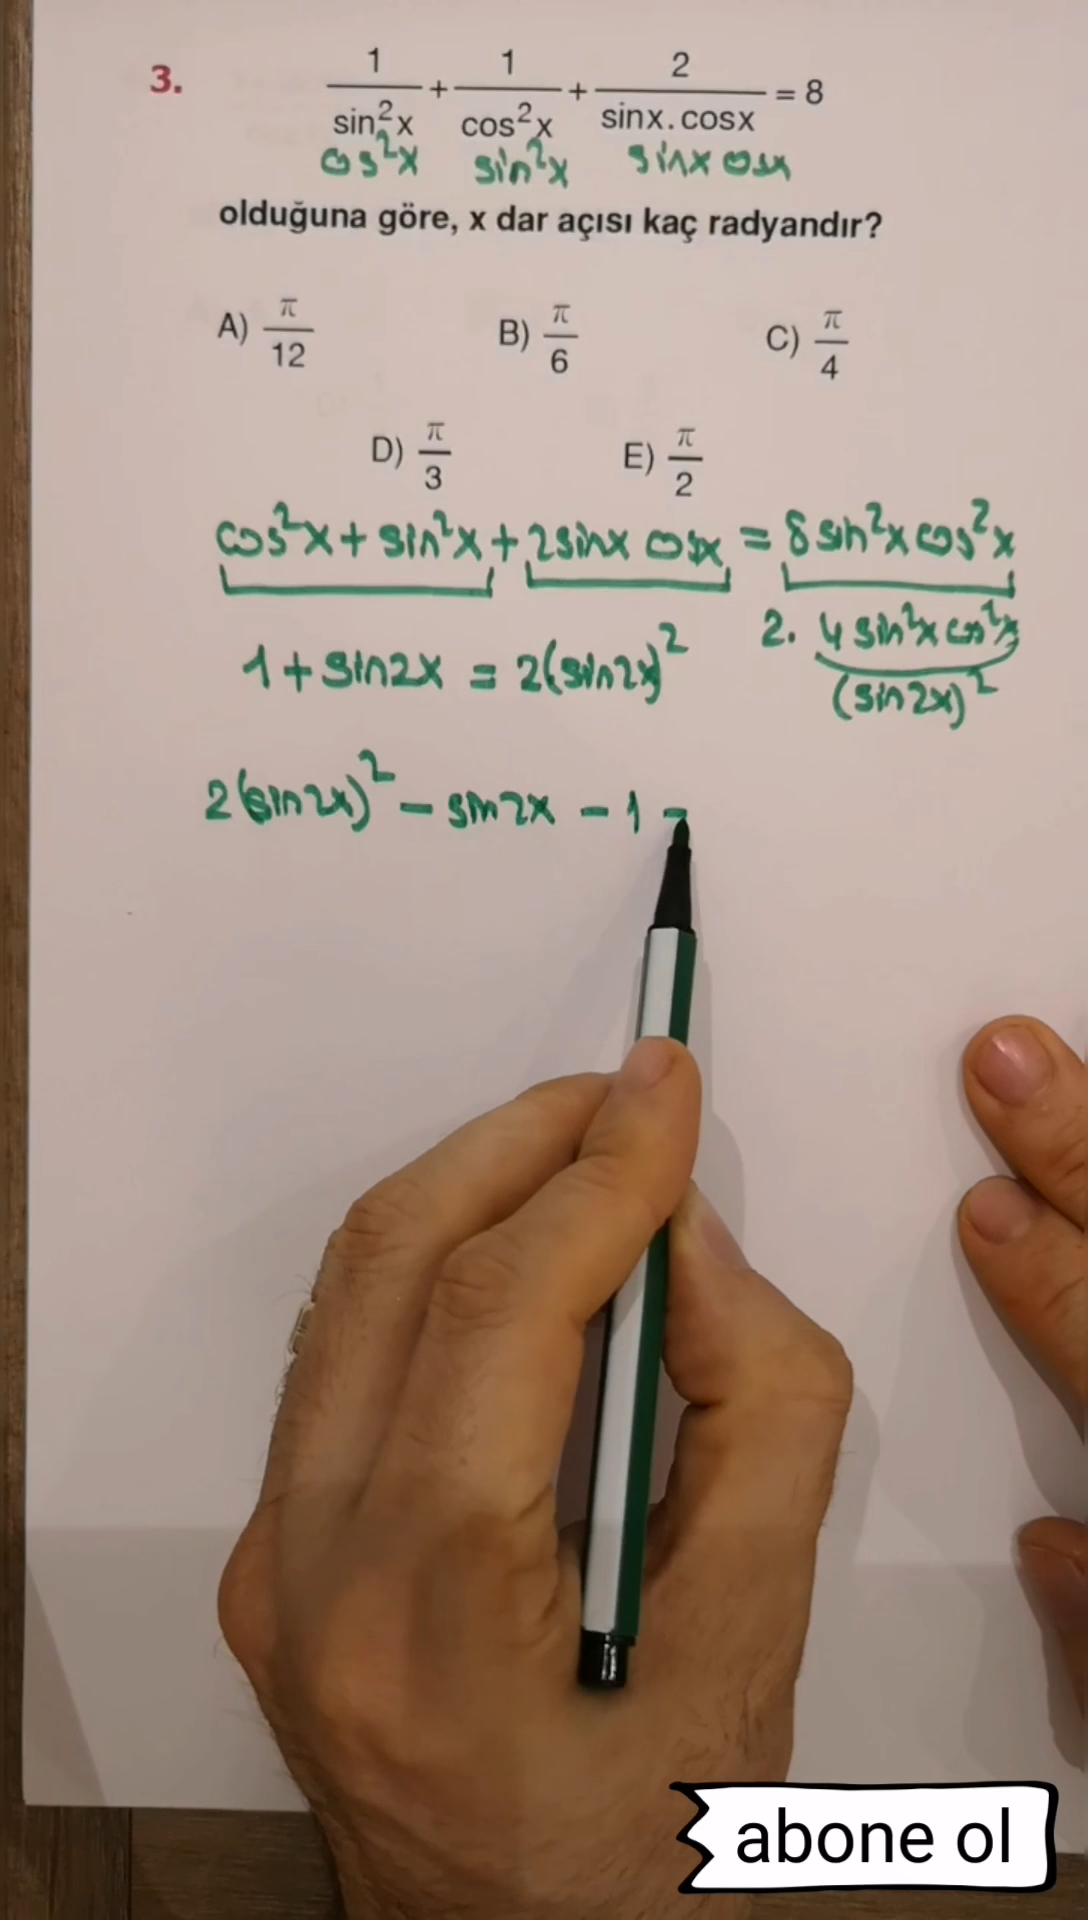 3. 1/sin²x + 1/cos²x + 2/sinx.cosx = 8
cos²x sin²x sinx cosx
olduğuna göre, x dar açısı kaç radyandır?
A) π/12 B) π/6 C) π/4
D) π/3 E) π/2
cos²x + sin²x + 2sinx cosx = 8 sin²x cos²x
1 + sin2x = 2(sin2x)² 2. 4 sin²x cos²x
(sin2x)²
2(sin2x)² - sin2x - 1 -
abone ol